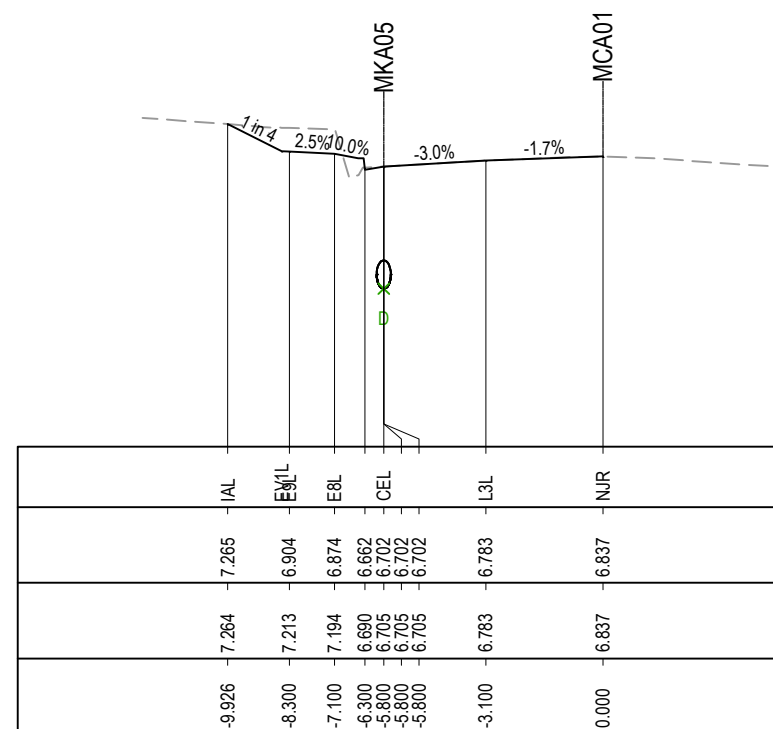 MKA05
MCA01
1 in 4
2.5%
10.0%
-3.0%
-1.7%
D
IAL
EV1L
E9L
E8L
CEL
L3L
NJR
7.265
6.904
6.874
6.662
6.702
6.702
6.702
6.783
6.837
7.264
7.213
7.194
6.690
6.705
6.705
6.705
6.783
6.837
-9.926
-8.300
-7.100
-6.300
-5.800
-5.800
-5.800
-3.100
0.000